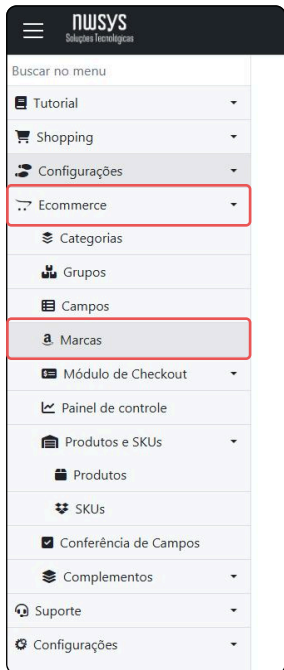 nwsys
Soluções Tecnológicas
Buscar no menu
Tutorial
Shopping
Configurações
Ecommerce
Categorias
Grupos
Campos
Marcas
Módulo de Checkout
Painel de controle
Produtos e SKUs
Produtos
SKUs
Conferência de Campos
Complementos
Suporte
Configurações